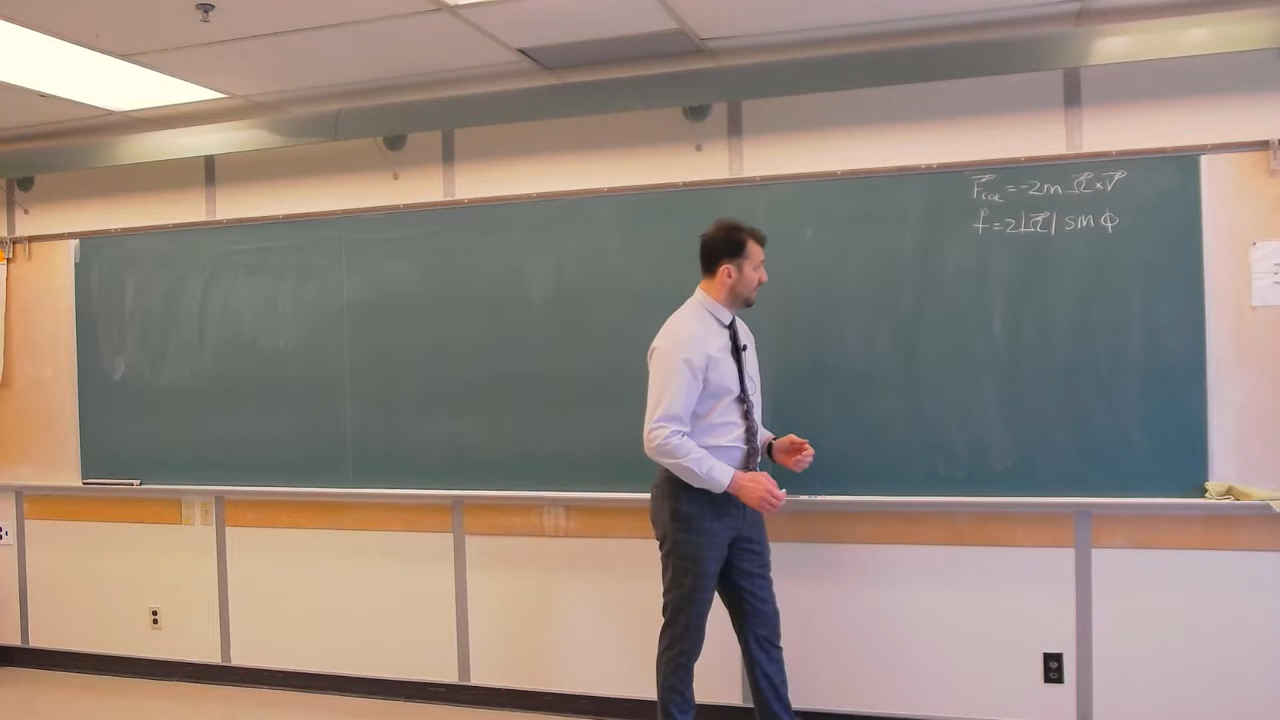 F⃗cor = -2m Ω⃗ × V⃗
f = 2|Ω⃗| sin ϕ